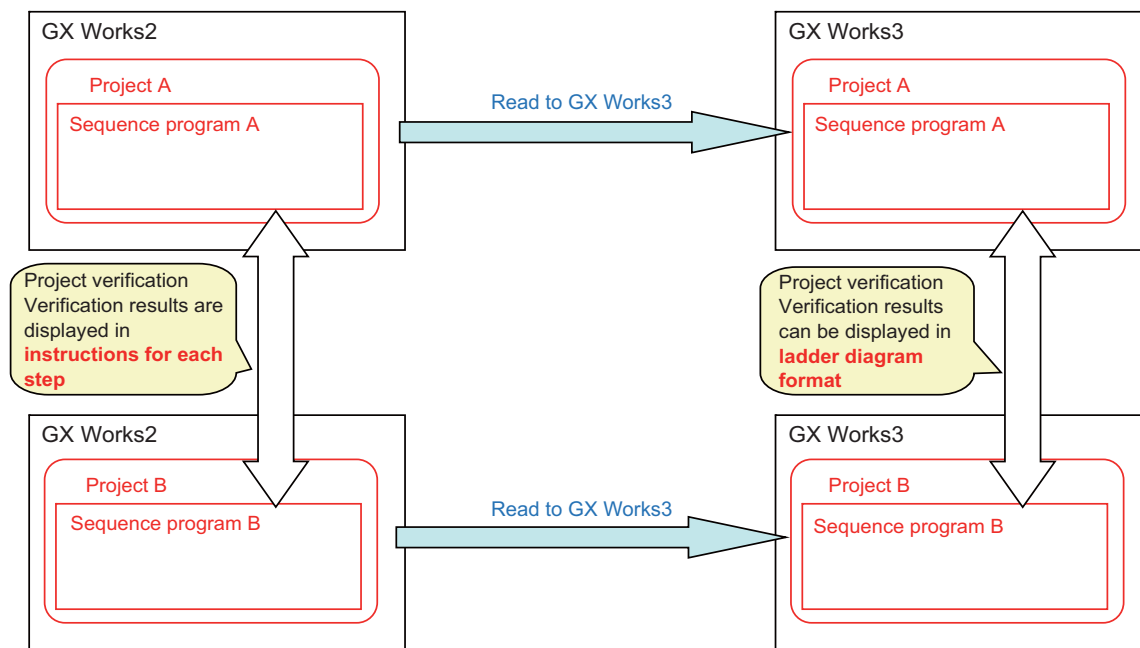 GX Works2
Project A
Sequence program A
Read to GX Works3
GX Works3
Project A
Sequence program A
Project verification
Verification results are
displayed in
instructions for each
step
Project verification
Verification results
can be displayed in
ladder diagram
format
GX Works2
Project B
Sequence program B
Read to GX Works3
GX Works3
Project B
Sequence program B